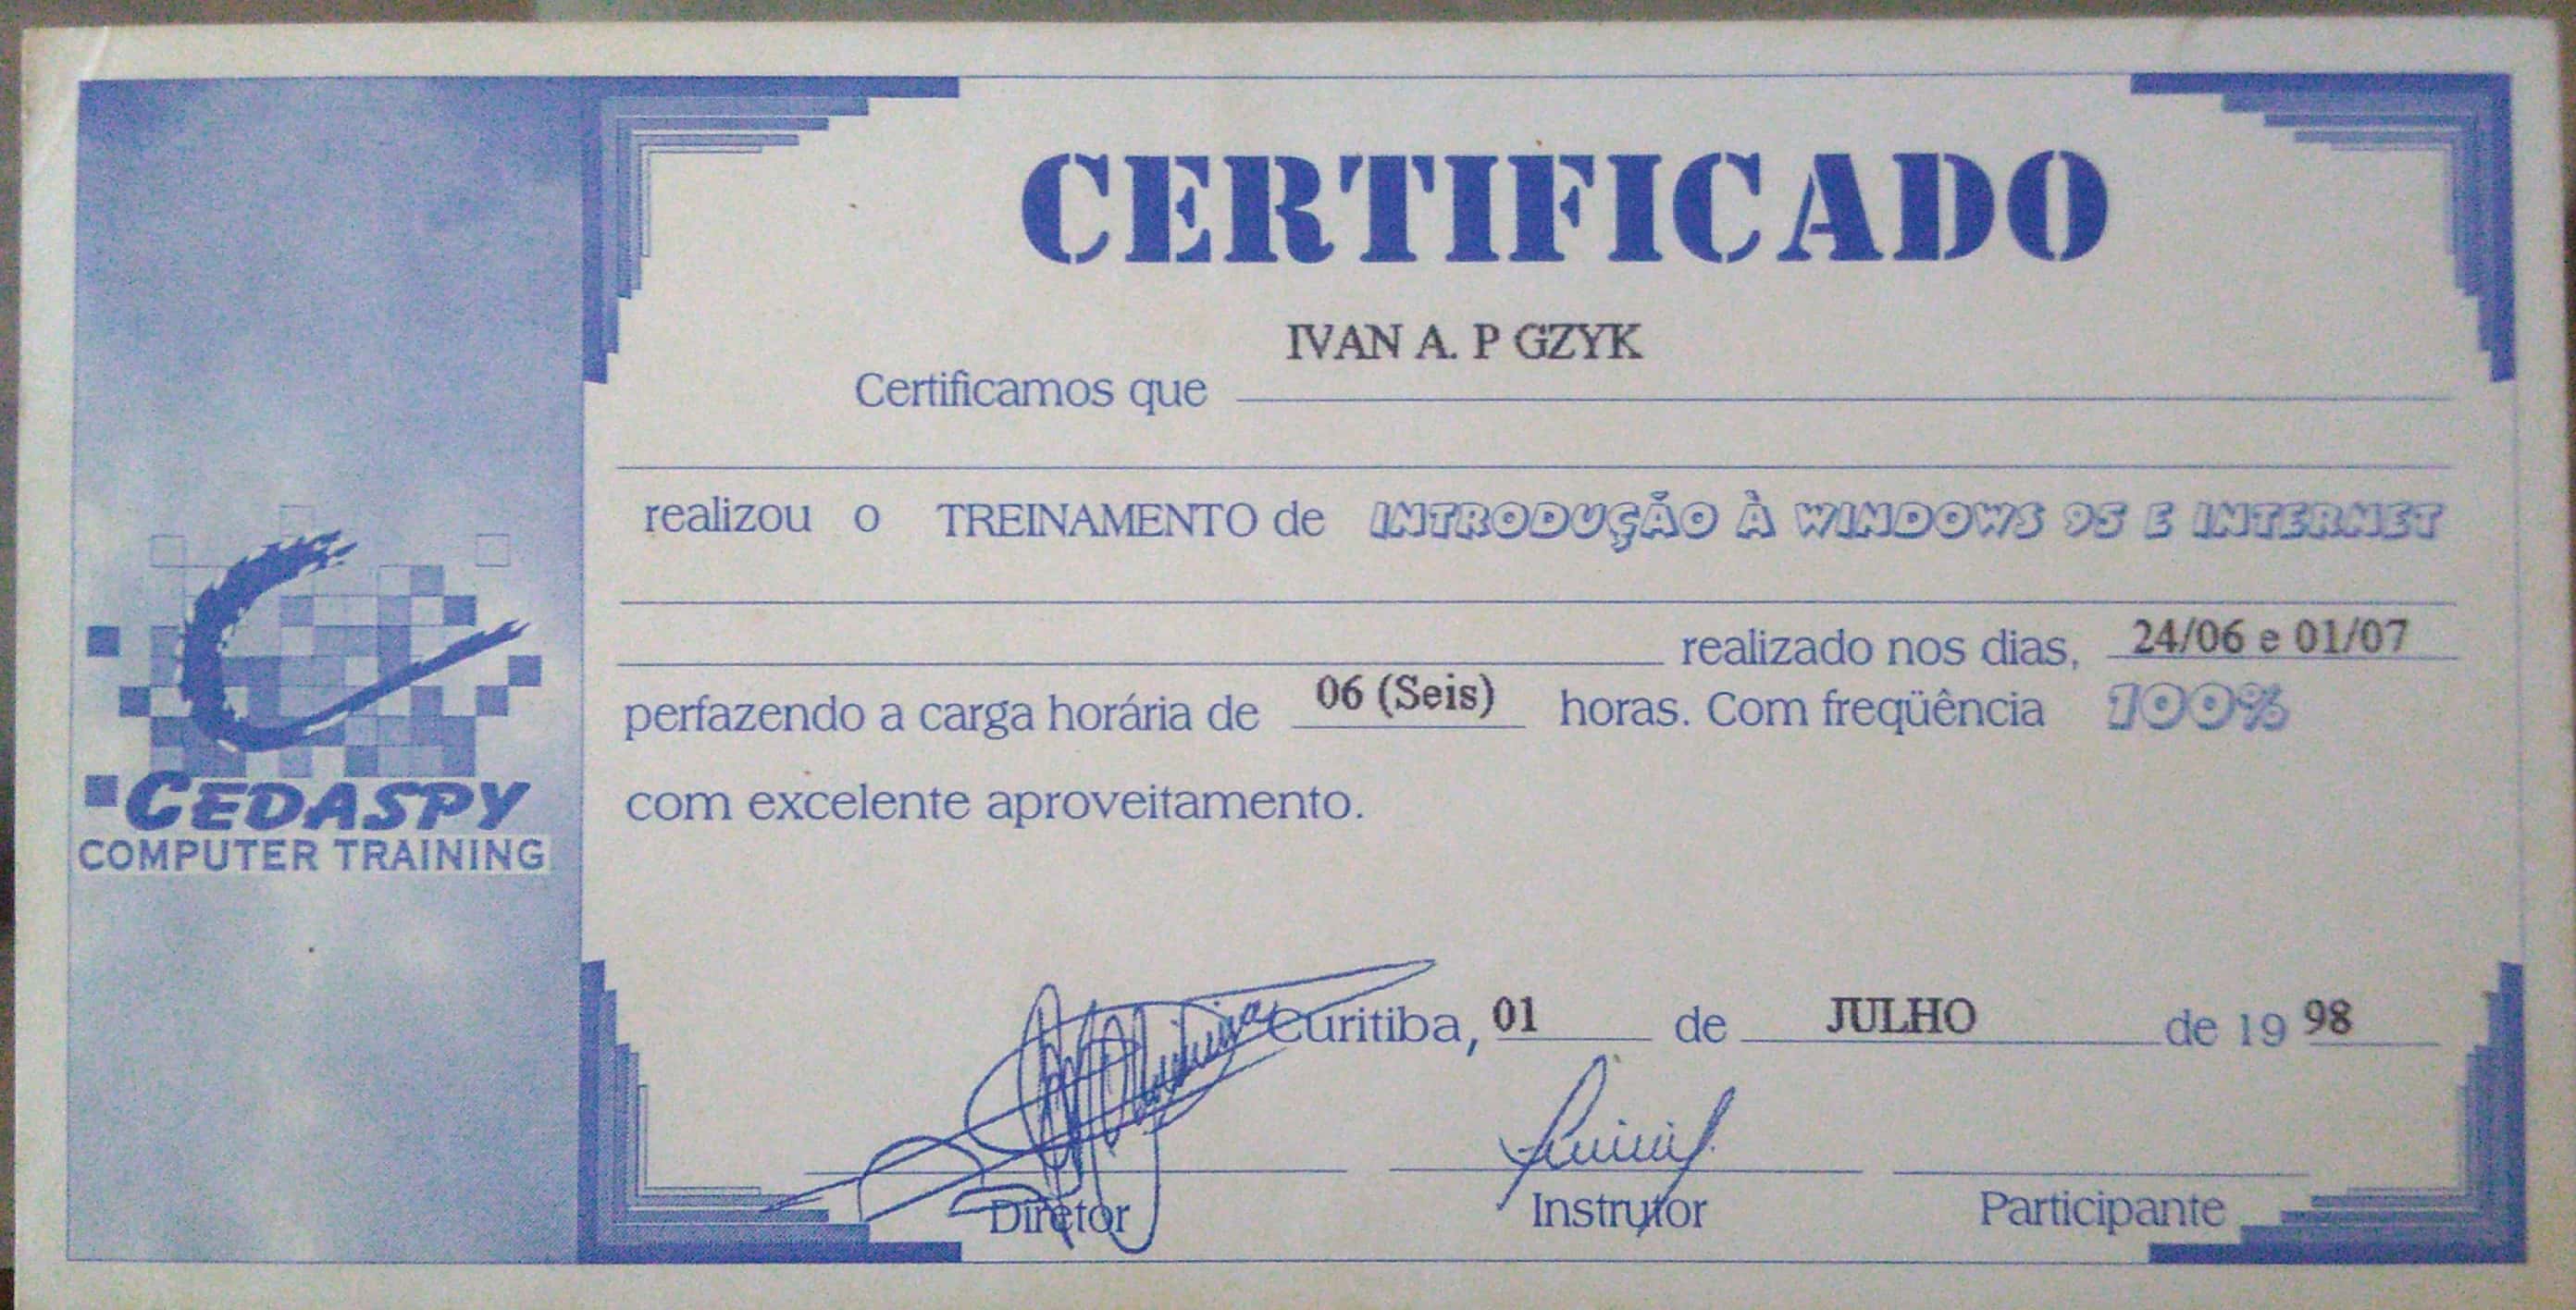 CERTIFICADO
IVAN A. P GZYK
Certificamos que
realizou o TREINAMENTO de INTRODUÇÃO À WINDOWS 95 E INTERNET
realizado nos dias, 24/06 e 01/07
perfazendo a carga horária de 06 (Seis) horas. Com freqüência 100%
com excelente aproveitamento.
CEDASPY
COMPUTER TRAINING
Curitiba, 01 de JULHO de 19 98
Diretor Instrutor Participante